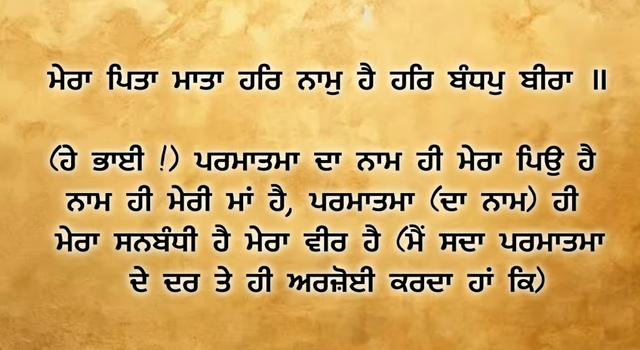 ਮੇਰਾ ਪਿਤਾ ਮਾਤਾ ਹਰਿ ਨਾਮੁ ਹੈ ਹਰਿ ਬੰਧਪੁ ਬੀਰਾ ॥
(ਹੇ ਭਾਈ !) ਪਰਮਾਤਮਾ ਦਾ ਨਾਮ ਹੀ ਮੇਰਾ ਪਿਉ ਹੈ
ਨਾਮ ਹੀ ਮੇਰੀ ਮਾਂ ਹੈ, ਪਰਮਾਤਮਾ (ਦਾ ਨਾਮ) ਹੀ
ਮੇਰਾ ਸਨਬੰਧੀ ਹੈ ਮੇਰਾ ਵੀਰ ਹੈ (ਮੈਂ ਸਦਾ ਪਰਮਾਤਮਾ
ਦੇ ਦਰ ਤੇ ਹੀ ਅਰਜ਼ੋਈ ਕਰਦਾ ਹਾਂ ਕਿ)